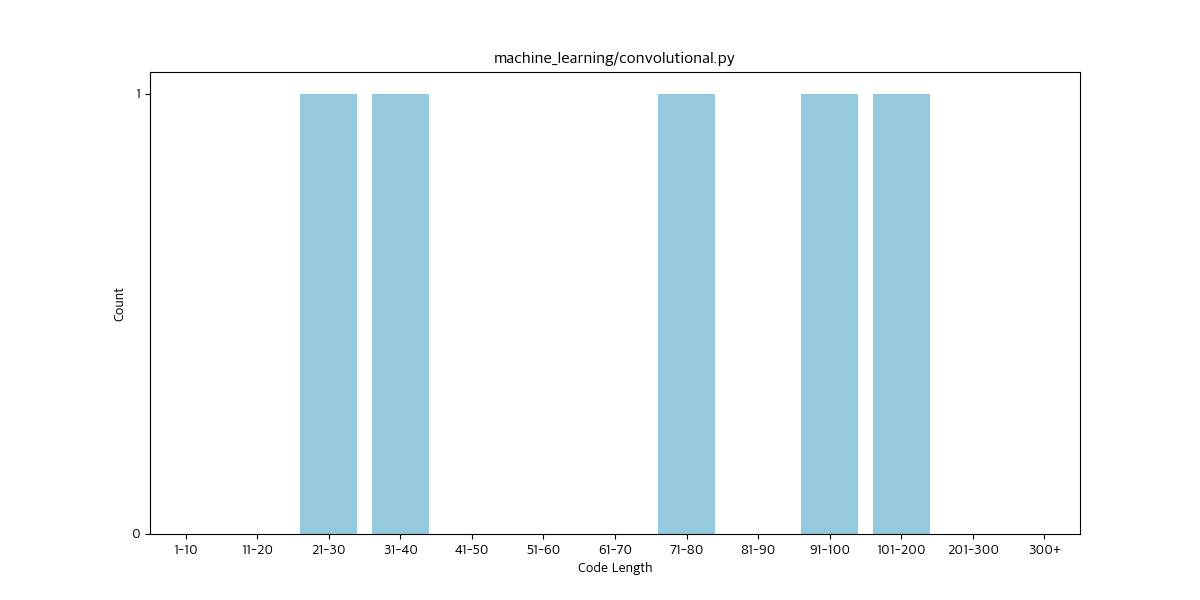 machine_learning/convolutional.py
1
Count
0
1-10 11-20 21-30 31-40 41-50 51-60 61-70 71-80 81-90 91-100 101-200 201-300 300+
Code Length